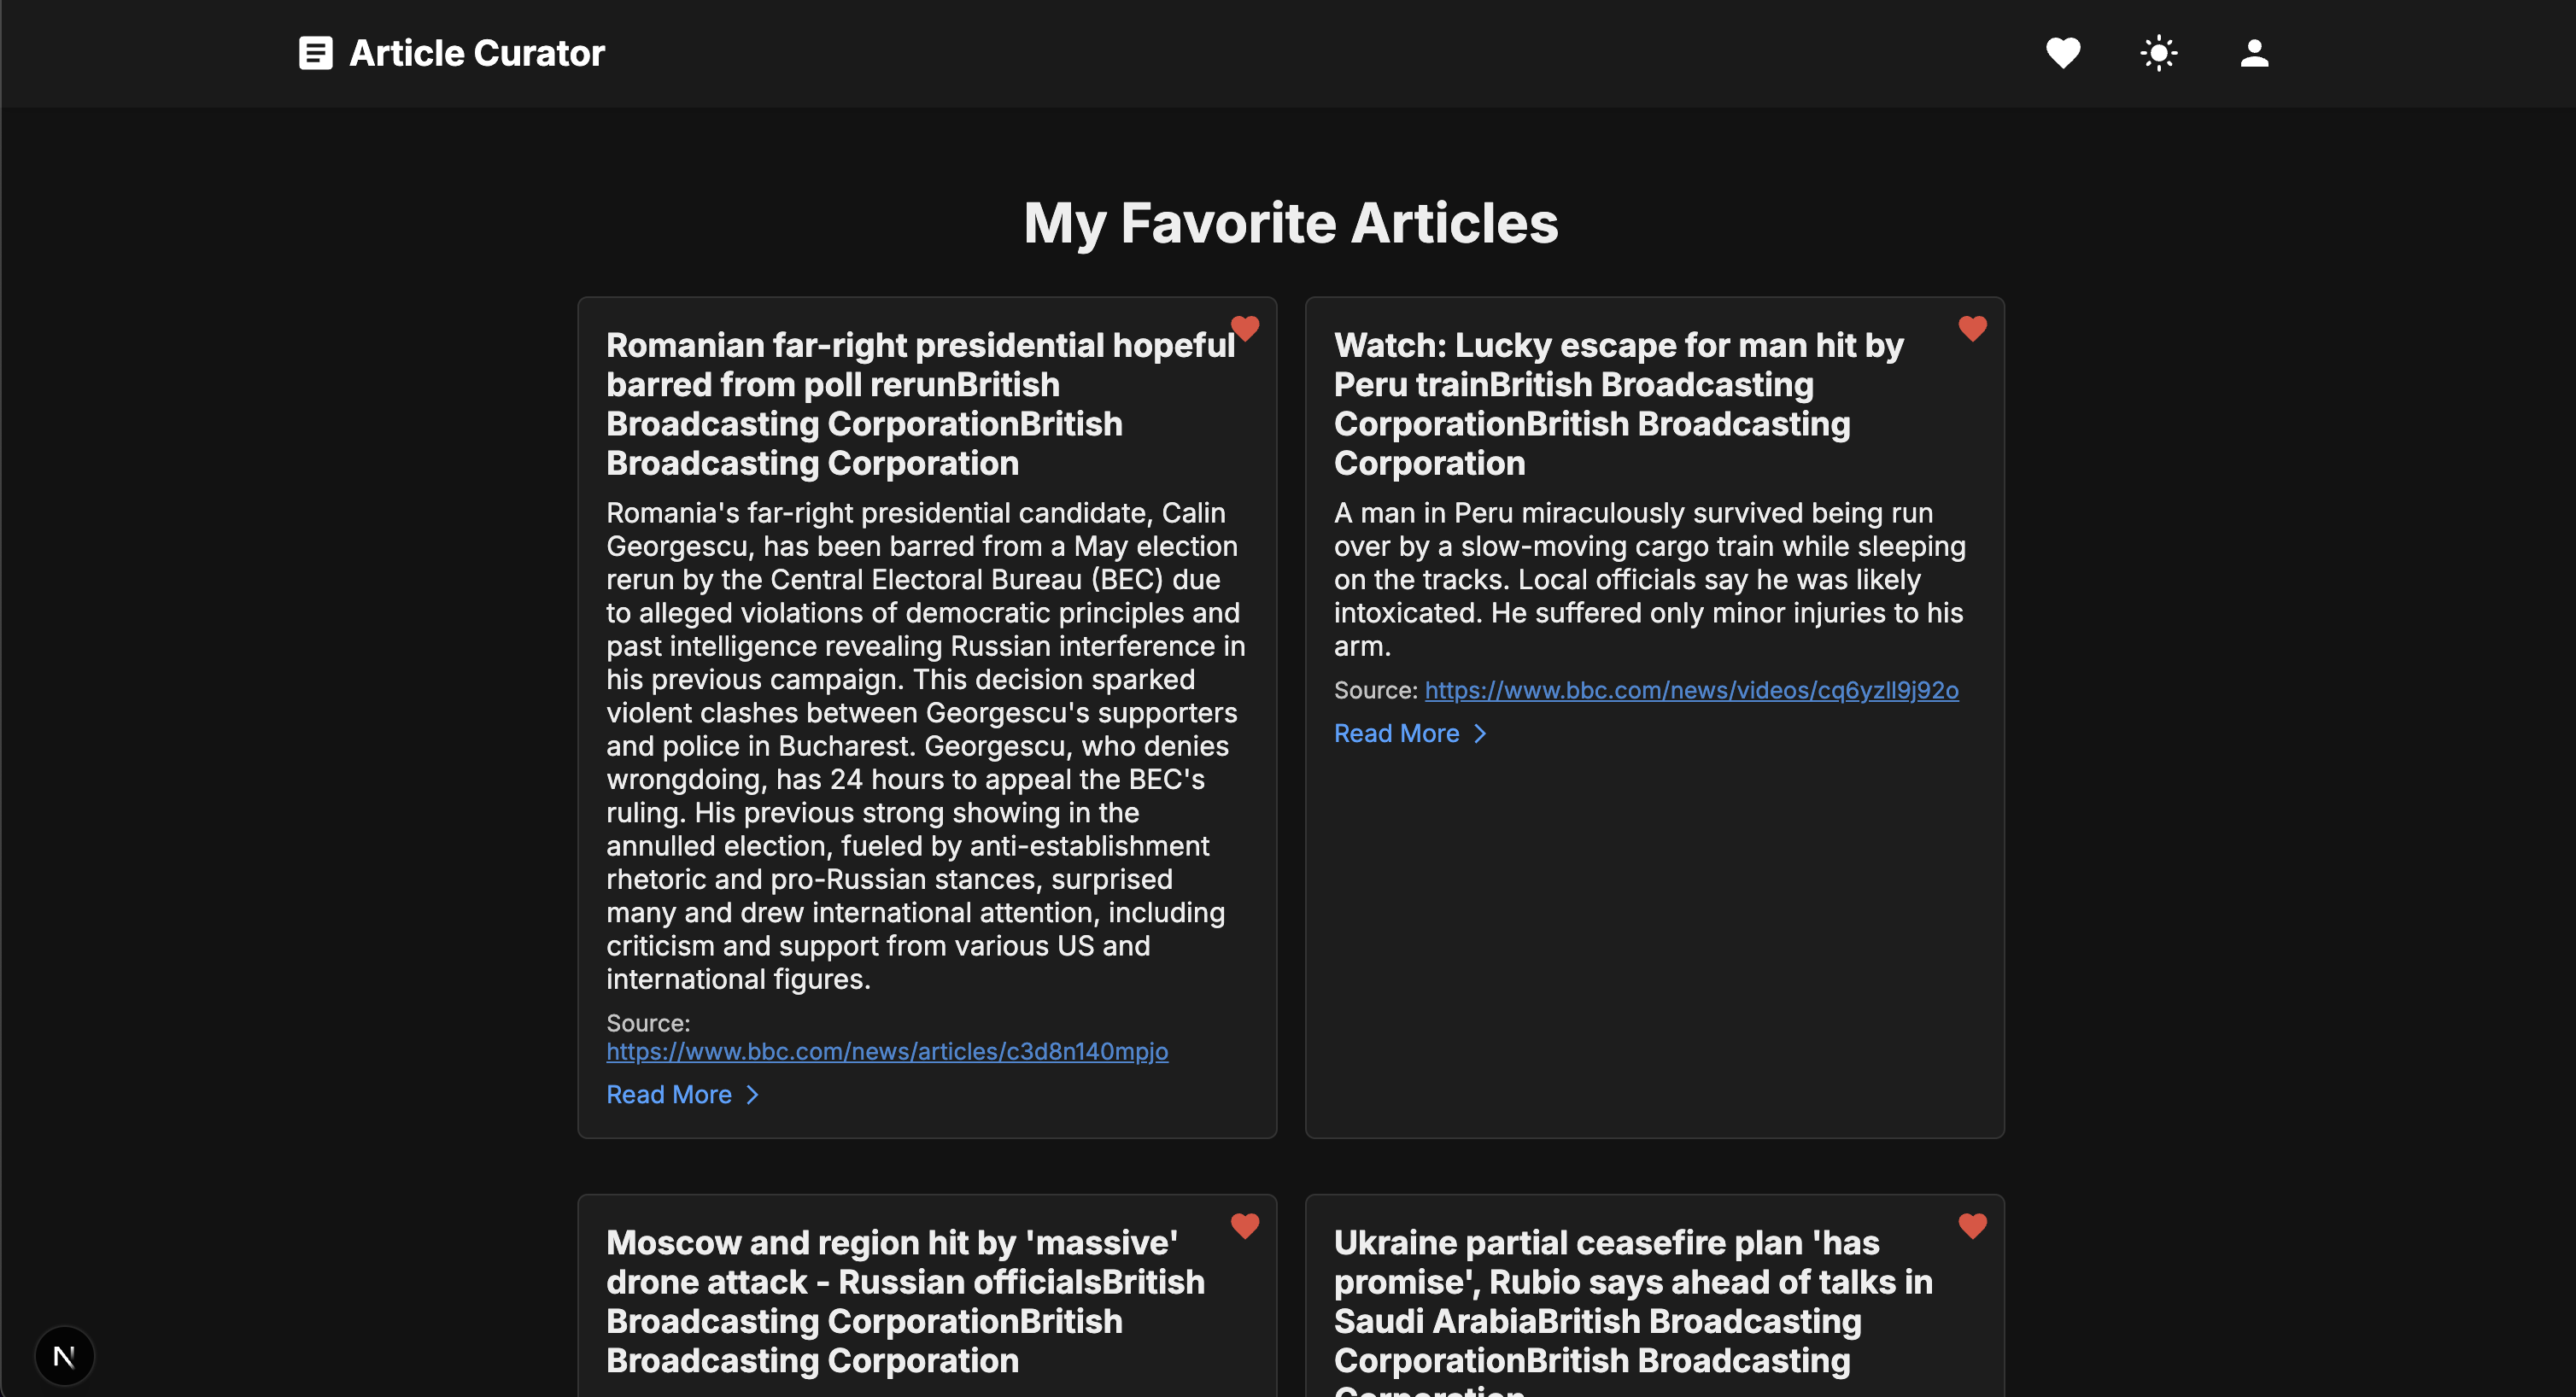 Article Curator
My Favorite Articles
Romanian far-right presidential hopeful
barred from poll rerunBritish
Broadcasting CorporationBritish
Broadcasting Corporation
Romania's far-right presidential candidate, Calin
Georgescu, has been barred from a May election
rerun by the Central Electoral Bureau (BEC) due
to alleged violations of democratic principles and
past intelligence revealing Russian interference in
his previous campaign. This decision sparked
violent clashes between Georgescu's supporters
and police in Bucharest. Georgescu, who denies
wrongdoing, has 24 hours to appeal the BEC's
ruling. His previous strong showing in the
annulled election, fueled by anti-establishment
rhetoric and pro-Russian stances, surprised
many and drew international attention, including
criticism and support from various US and
international figures.
Source:
https://www.bbc.com/news/articles/c3d8n140mpjo
Read More
Watch: Lucky escape for man hit by
Peru trainBritish Broadcasting
CorporationBritish Broadcasting
Corporation
A man in Peru miraculously survived being run
over by a slow-moving cargo train while sleeping
on the tracks. Local officials say he was likely
intoxicated. He suffered only minor injuries to his
arm.
Source: https://www.bbc.com/news/videos/cq6yzll9j92o
Read More
Moscow and region hit by 'massive'
drone attack - Russian officialsBritish
Broadcasting CorporationBritish
Broadcasting Corporation
Ukraine partial ceasefire plan 'has
promise', Rubio says ahead of talks in
Saudi ArabiaBritish Broadcasting
CorporationBritish Broadcasting
Corporation
N